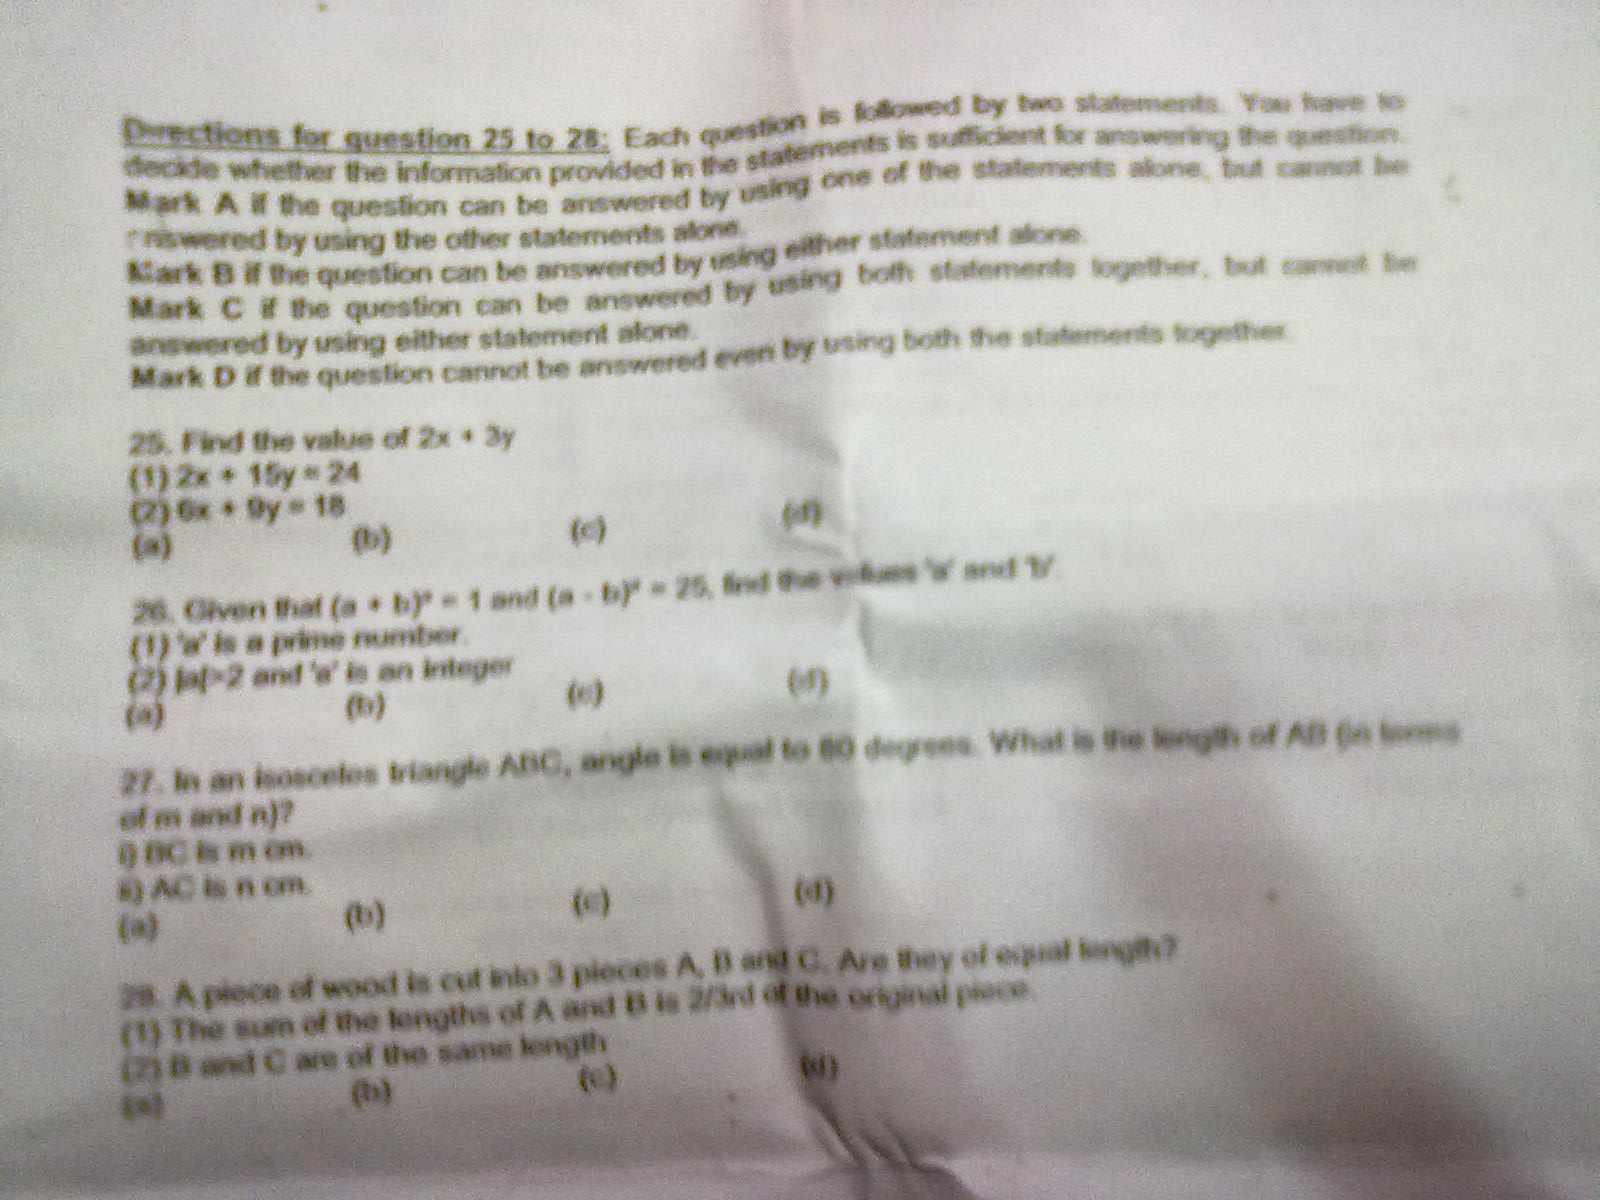 Directions for question 25 to 28: Each question is followed by two statements. You have to
decide whether the information provided in the statements is sufficient for answering the question.
Mark A if the question can be answered by using one of the statements alone, but cannot be
answered by using the other statements alone.
Mark B if the question can be answered by using either statement alone.
Mark C if the question can be answered by using both statements together, but cannot be
answered by using either statement alone.
Mark D if the question cannot be answered even by using both the statements together.
25. Find the value of 2x + 3y
(1) 2x + 15y = 24
(2) 6x + 9y = 18
(a) (b) (c) (d)
26. Given that (a + b)² = 1 and (a - b)² = 25, find the values 'a' and 'b'.
(1) 'a' is a prime number.
(2) |a|>2 and 'a' is an integer
(a) (b) (c) (d)
27. In an isosceles triangle ABC, angle is equal to 60 degrees. What is the length of AB (in terms
of m and n)?
i) BC is m cm.
ii) AC is n cm.
(a) (b) (c) (d)
28. A piece of wood is cut into 3 pieces A, B and C. Are they of equal length?
(1) The sum of the lengths of A and B is 2/3rd of the original piece.
(2) B and C are of the same length
(a) (b) (c) (d)